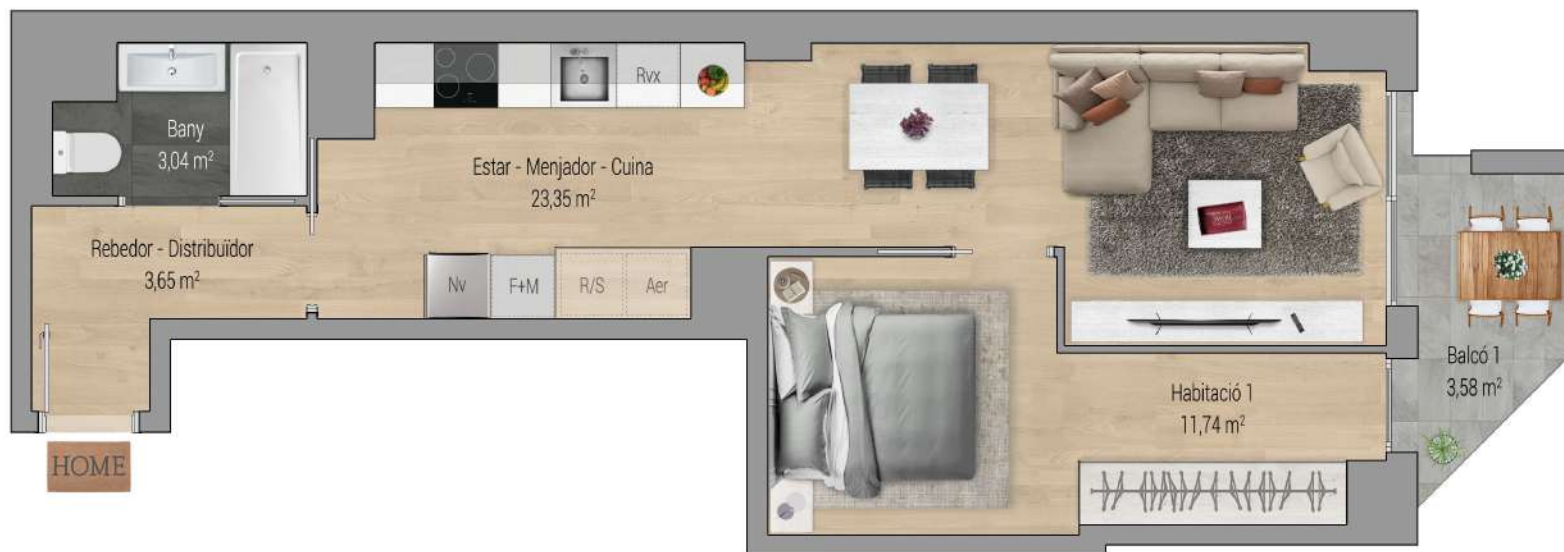 Bany
3,04 m²
Rvx
Estar - Menjador - Cuina
23,35 m²
Rebedor - Distribuïdor
3,65 m²
Nv
F+M
R/S
Aer
Habitació 1
11,74 m²
Balcó 1
3,58 m²
HOME